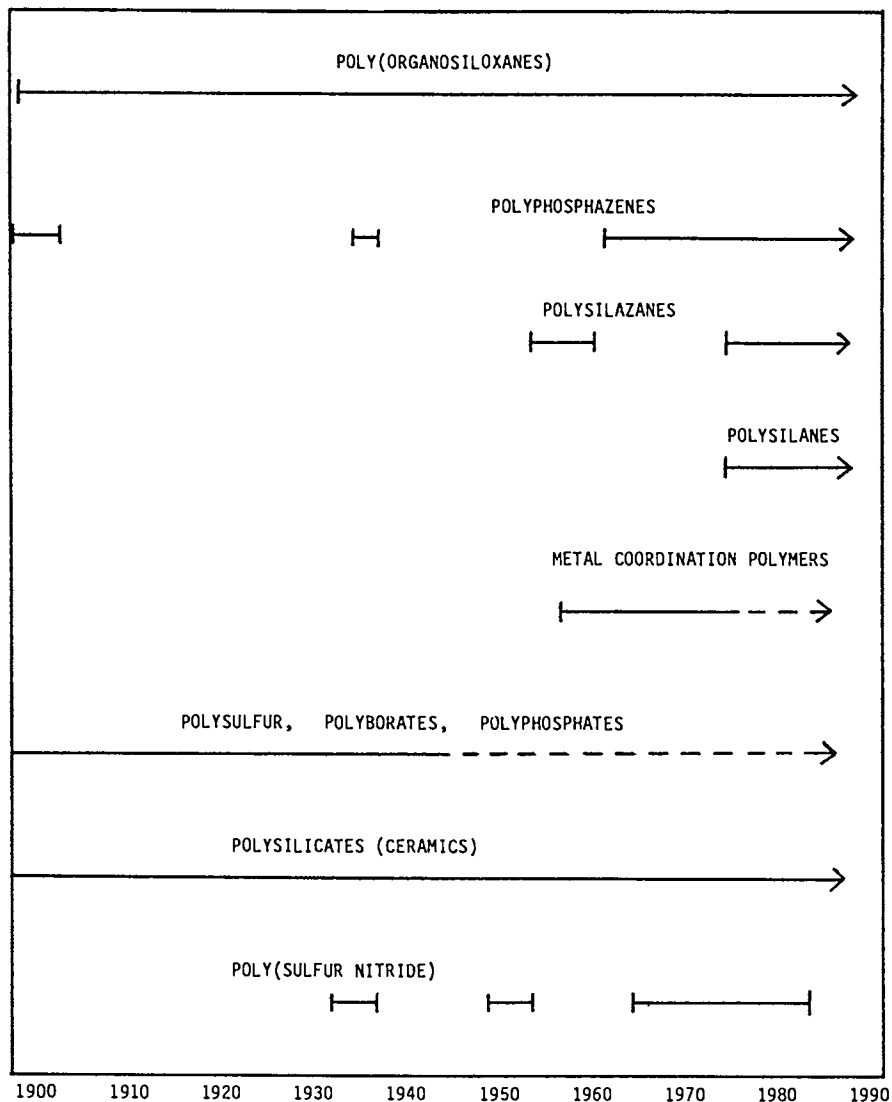 POLY(ORGANOSILOXANES)
POLYPHOSPHAZENES
POLYSILAZANES
POLYSILANES
METAL COORDINATION POLYMERS
POLYSULFUR, POLYBORATES, POLYPHOSPHATES
POLYSILICATES (CERAMICS)
POLY(SULFUR NITRIDE)
1900 1910 1920 1930 1940 1950 1960 1970 1980 1990